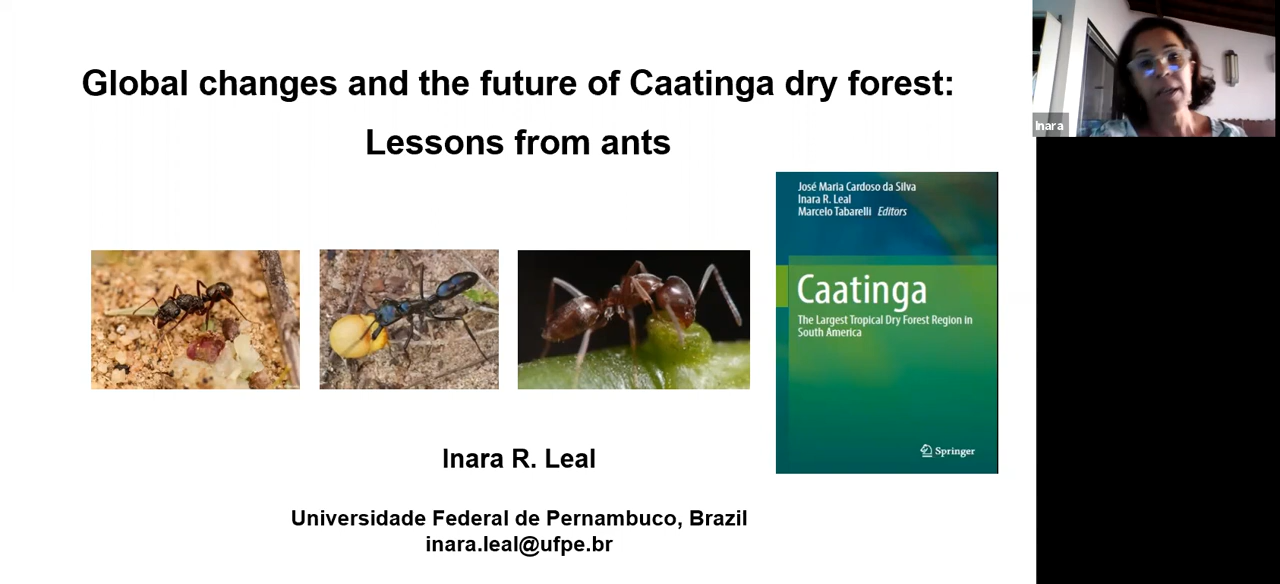 Global changes and the future of Caatinga dry forest:
Lessons from ants
Inara
José Maria Cardoso da Silva
Inara R. Leal
Marcelo Tabarelli Editors
Caatinga
The Largest Tropical Dry Forest Region in
South America
Springer
Inara R. Leal
Universidade Federal de Pernambuco, Brazil
inara.leal@ufpe.br